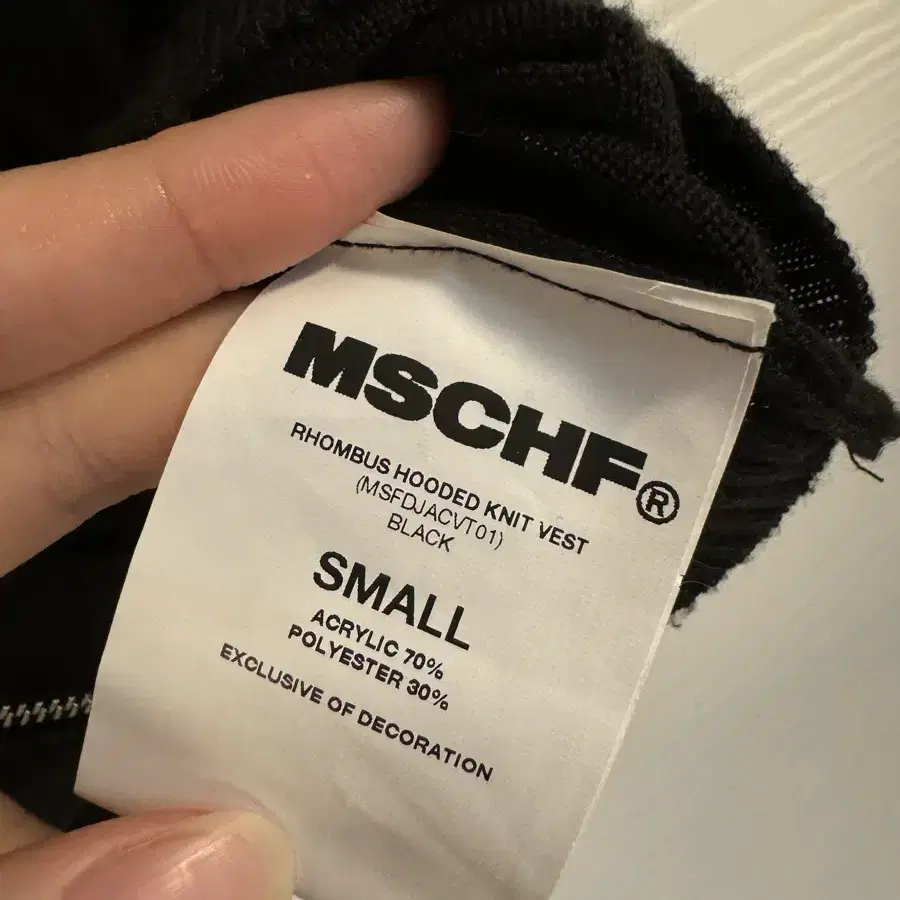 MSCHF®
RHOMBUS HOODED KNIT VEST
(MSFDJACVT01)
BLACK
SMALL
ACRYLIC 70%
POLYESTER 30%
EXCLUSIVE OF DECORATION